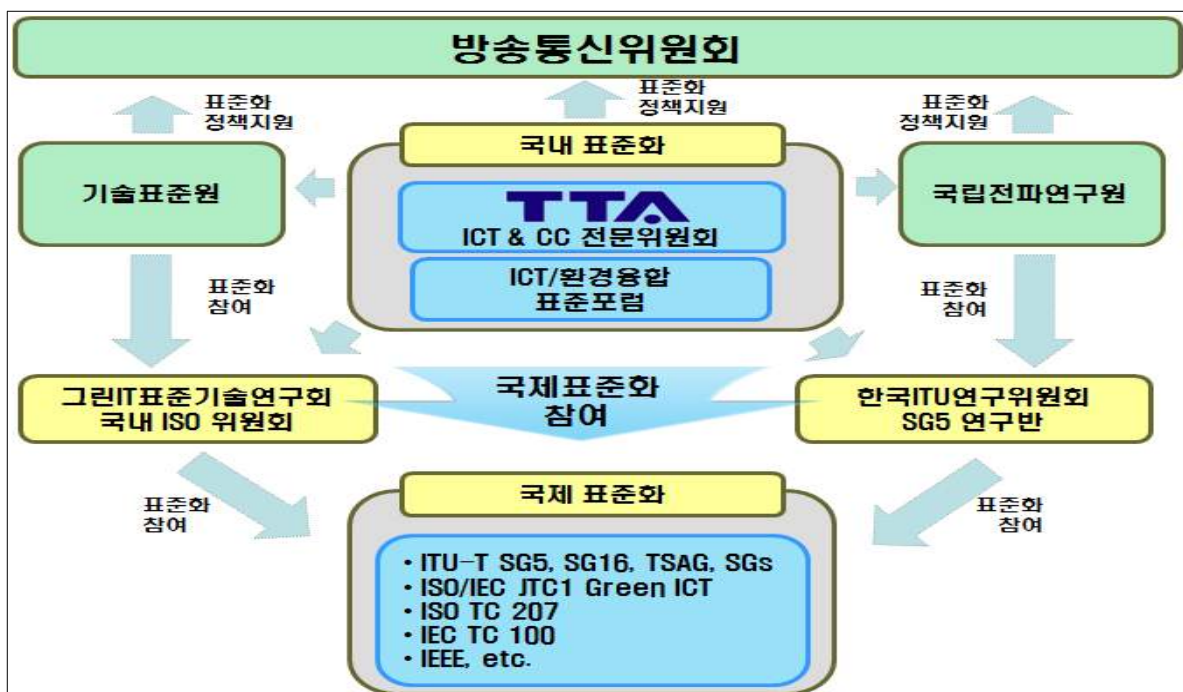 방송통신위원회
표준화
정책지원
표준화
정책지원
표준화
정책지원
기술표준원
국내 표준화
TTA
ICT & CC 전문위원회
ICT/환경융합
표준포럼
국립전파연구원
표준화
참여
표준화
참여
그린IT표준기술연구회
국내 ISO 위원회
국제표준화
참여
한국ITU연구위원회
SG5 연구반
표준화
참여
표준화
참여
국제 표준화
• ITU-T SG5, SG16, TSAG, SGs
• ISO/IEC JTC1 Green ICT
• ISO TC 207
• IEC TC 100
• IEEE, etc.